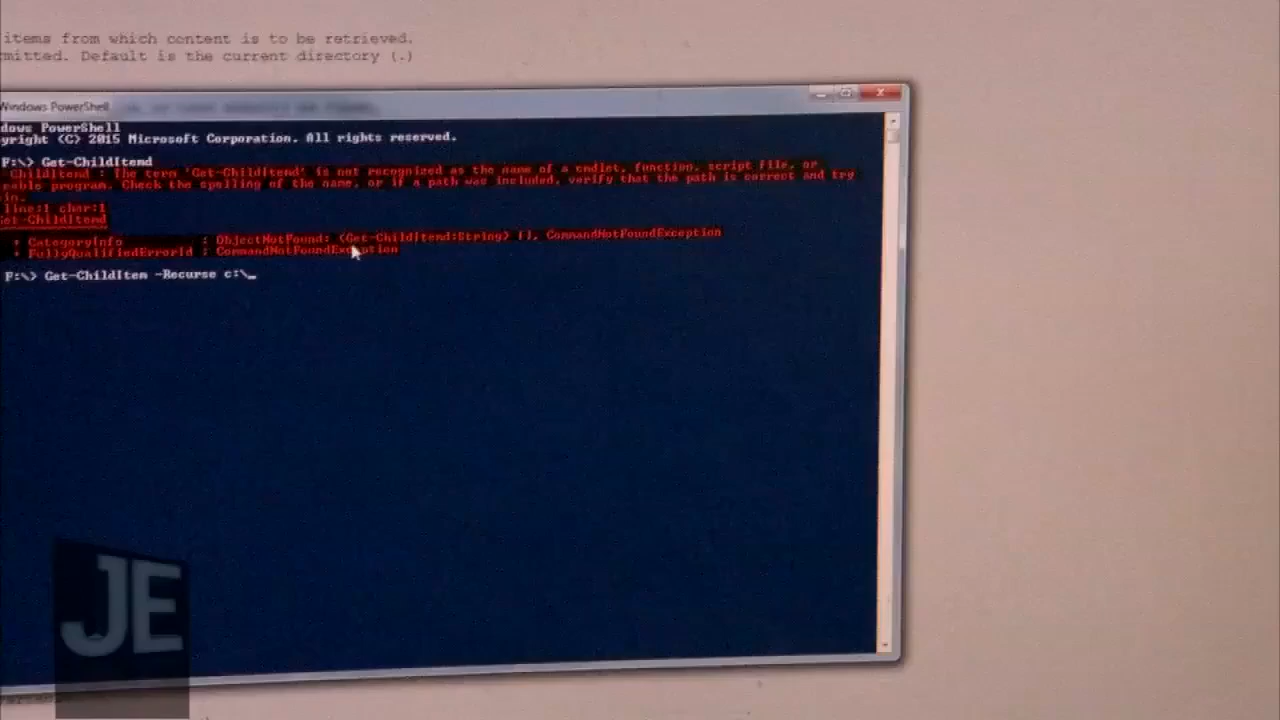 items from which content is to be retrieved.
mitted. Default is the current directory (.)
Windows PowerShell
dows PowerShell
yright (C) 2015 Microsoft Corporation. All rights reserved.
F:\> Get-ChildItemd
ChildItemd : The term 'Get-ChildItemd' is not recognized as the name of a cmdlet, function, script file, or
rable program. Check the spelling of the name, or if a path was included, verify that the path is correct and try
in.
line:1 char:1
Get-ChildItemd
+ CategoryInfo : ObjectNotFound: (Get-ChildItemd:String) [], CommandNotFoundException
+ FullyQualifiedErrorId : CommandNotFoundException
F:\> Get-ChildItem -Recurse c:\_
JE